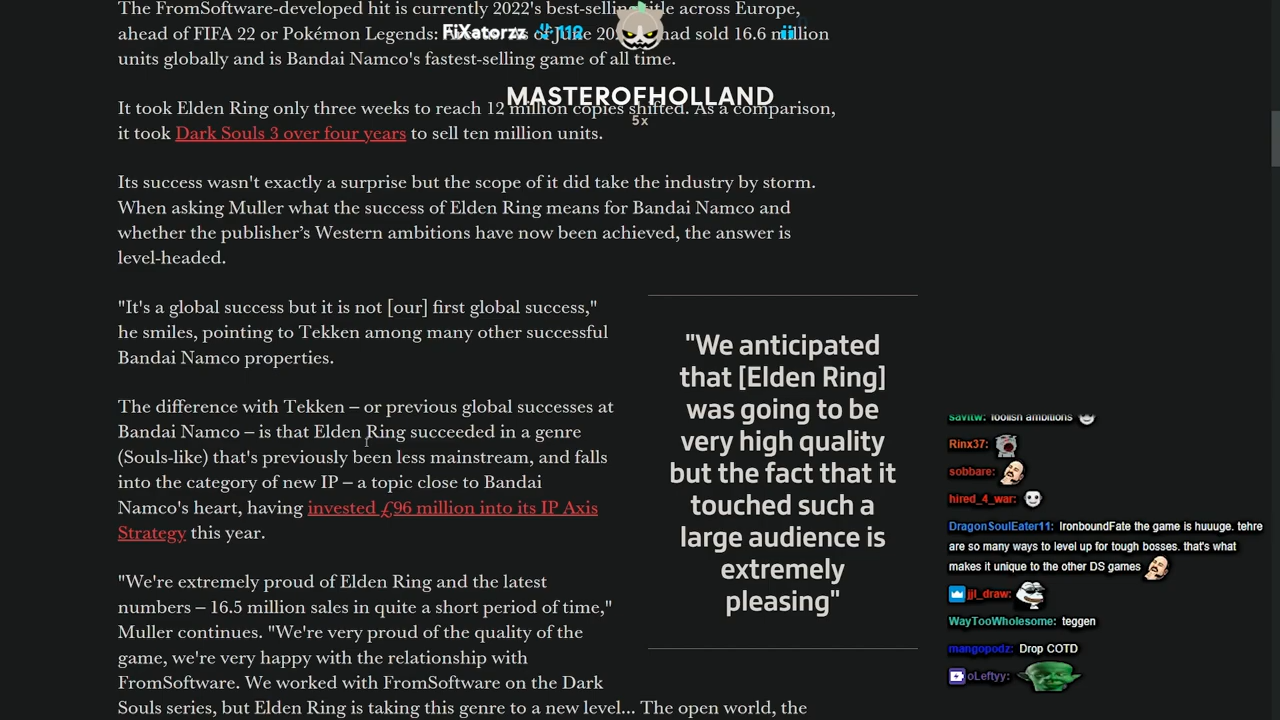 The FromSoftware-developed hit is currently 2022's best-selling title across Europe,
FiXatorzz 112
ahead of FIFA 22 or Pokémon Legends: As of June had sold 16.6 million
units globally and is Bandai Namco's fastest-selling game of all time.
MASTEROFHOLLAND
5x
It took Elden Ring only three weeks to reach 12 million copies shifted. As a comparison,
it took Dark Souls 3 over four years to sell ten million units.
Its success wasn't exactly a surprise but the scope of it did take the industry by storm.
When asking Muller what the success of Elden Ring means for Bandai Namco and
whether the publisher's Western ambitions have now been achieved, the answer is
level-headed.
"It's a global success but it is not [our] first global success,"
he smiles, pointing to Tekken among many other successful
Bandai Namco properties.
The difference with Tekken – or previous global successes at
Bandai Namco – is that Elden Ring succeeded in a genre
(Souls-like) that's previously been less mainstream, and falls
into the category of new IP – a topic close to Bandai
Namco's heart, having invested £96 million into its IP Axis
Strategy this year.
"We're extremely proud of Elden Ring and the latest
numbers – 16.5 million sales in quite a short period of time,"
Muller continues. "We're very proud of the quality of the
game, we're very happy with the relationship with
FromSoftware. We worked with FromSoftware on the Dark
Souls series, but Elden Ring is taking this genre to a new level... The open world, the
"We anticipated
that [Elden Ring]
was going to be
very high quality
but the fact that it
touched such a
large audience is
extremely
pleasing"
savitw: foolish ambitions
Rinx37:
sobbare:
hired_4_war:
DragonSoulEater11: IronboundFate the game is huuuge. tehre
are so many ways to level up for tough bosses. that's what
makes it unique to the other DS games
jjl_draw:
WayTooWholesome: teggen
mangopodz: Drop COTD
oLeftyy: